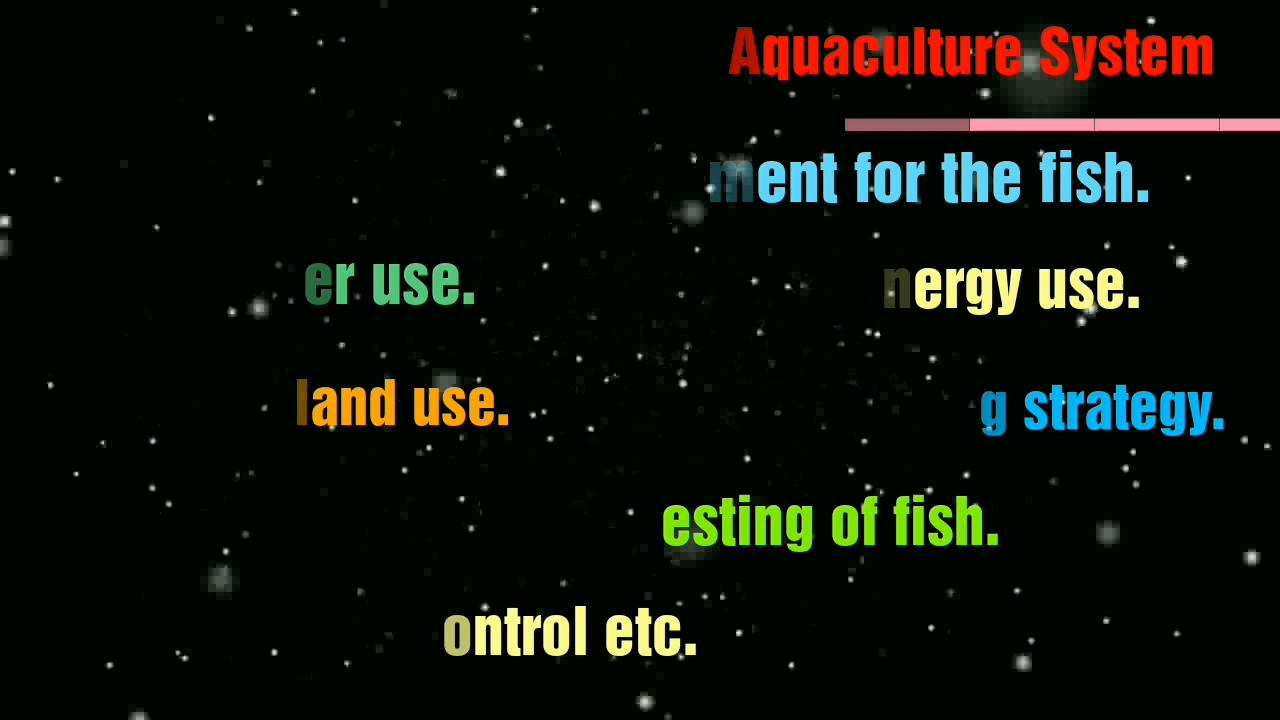 Aquaculture System
ment for the fish.
er use.
nergy use.
land use.
g strategy.
esting of fish.
ontrol etc.